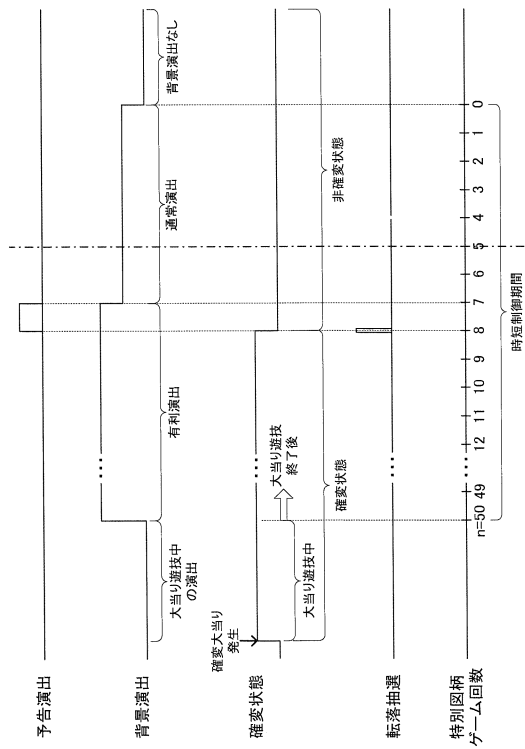 予告演出
背景演出
大当り遊技中
の演出
有利演出
通常演出
背景演出なし
確変状態
確変大当り
発生
大当り遊技中
大当り遊技
終了後
確変状態
非確変状態
転落抽選
特別図柄
ゲーム回数
n=50 49 12 11 10 9 8 7 6 5 4 3 2 1 0
時短制御期間